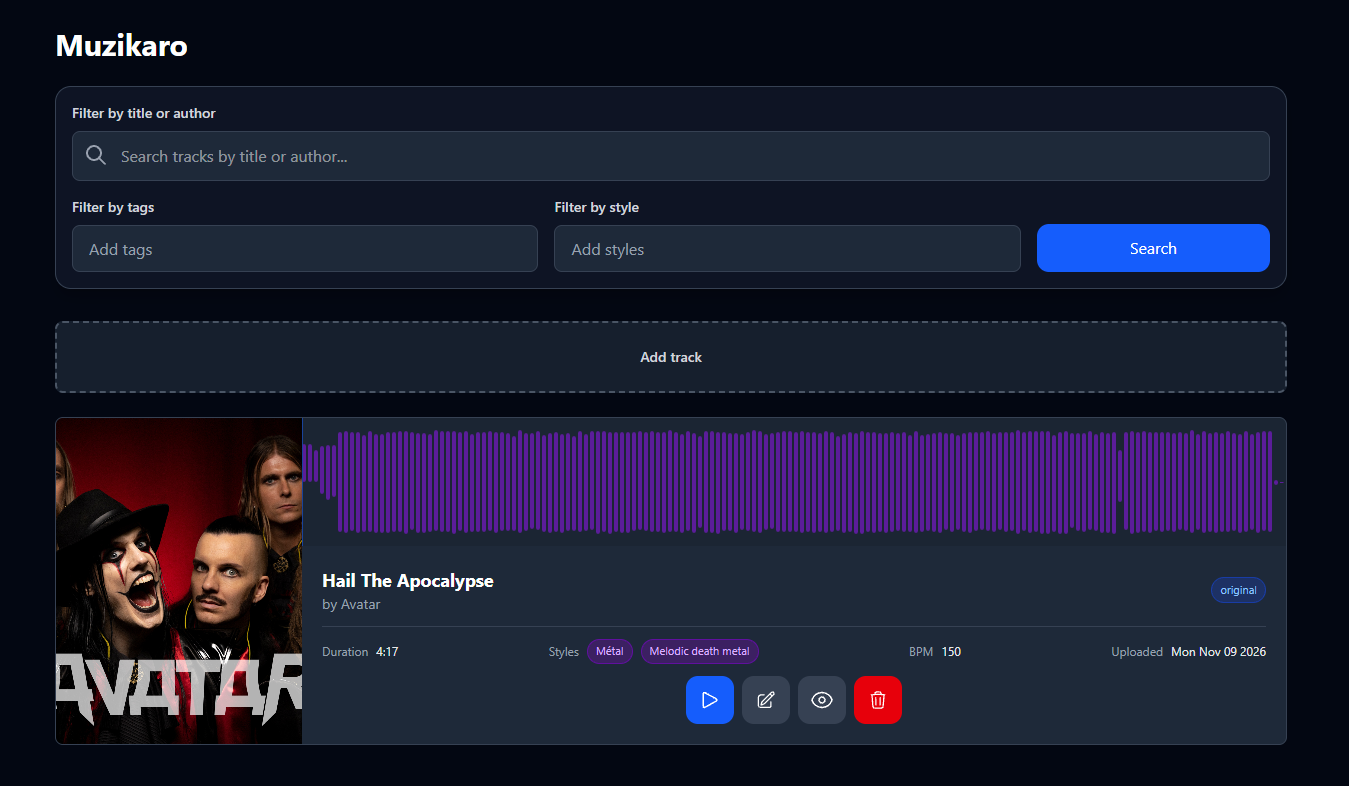 Muzikaro
Filter by title or author
Search tracks by title or author...
Filter by tags
Filter by style
Add tags
Add styles
Search
Add track
AVATAR
Hail The Apocalypse
by Avatar
original
Duration 4:17
Styles Métal Melodic death metal
BPM 150
Uploaded Mon Nov 09 2026